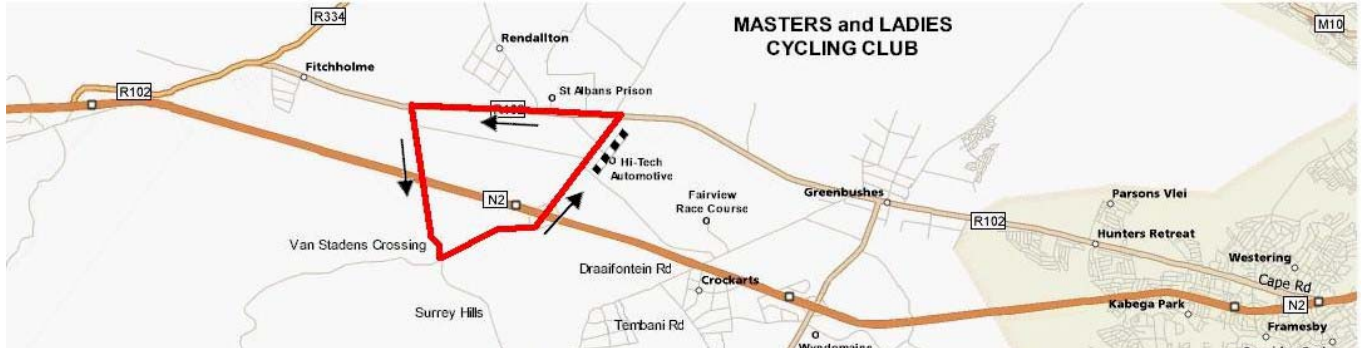 R334
MASTERS and LADIES
CYCLING CLUB
M10
Rendallton
Fitchholme
R102
St Albans Prison
Hi-Tech
Automotive
N2
Fairview
Race Course
Greenbushes
Parsons Vlei
R102
Hunters Retreat
Van Stadens Crossing
Draaifontein Rd
Westering
Cape Rd
Crockarts
Kabega Park
N2
Surrey Hills
Tembani Rd
Framesby